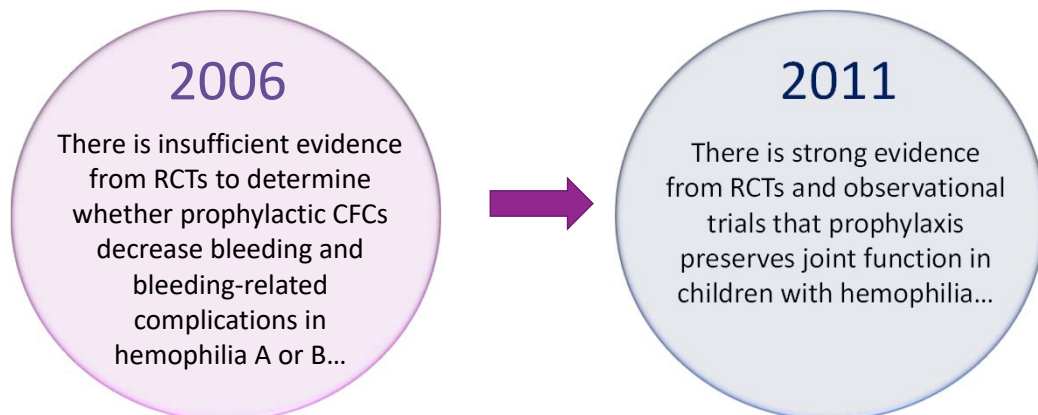 2006
There is insufficient evidence
from RCTs to determine
whether prophylactic CFCs
decrease bleeding and
bleeding-related
complications in
hemophilia A or B...
2011
There is strong evidence
from RCTs and observational
trials that prophylaxis
preserves joint function in
children with hemophilia...